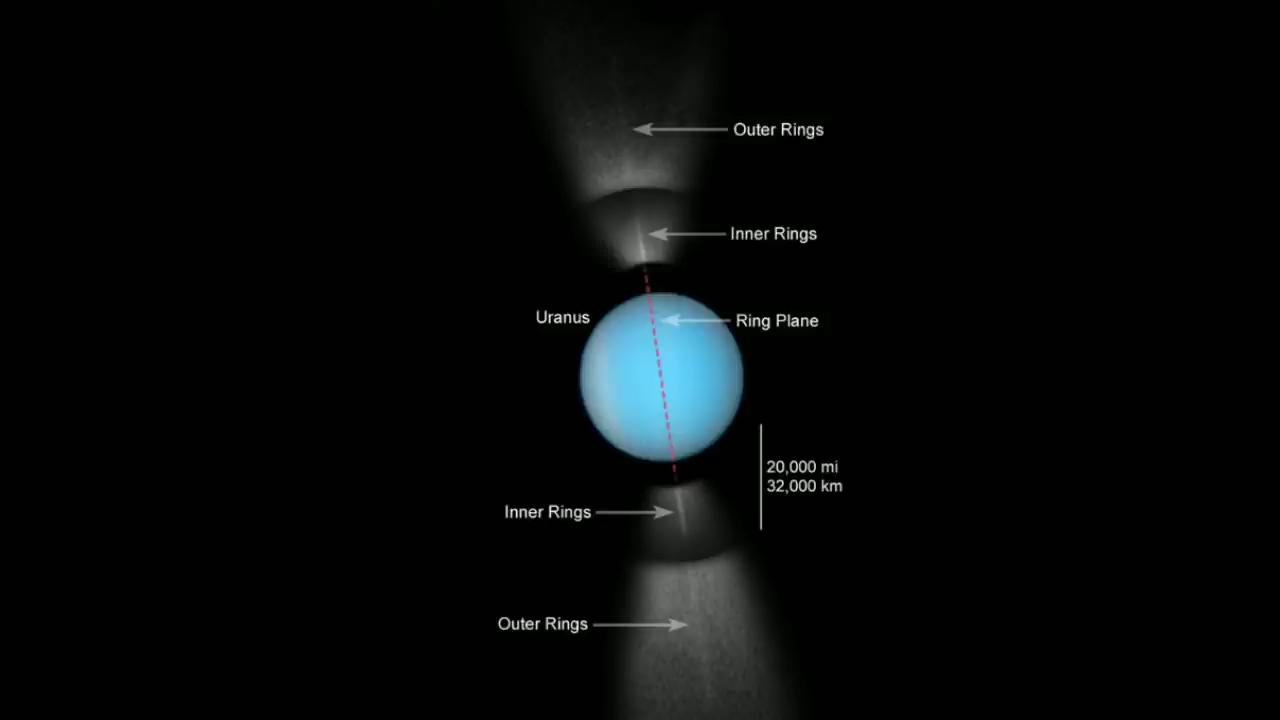 Outer Rings
Inner Rings
Uranus
Ring Plane
20,000 mi
32,000 km
Inner Rings
Outer Rings